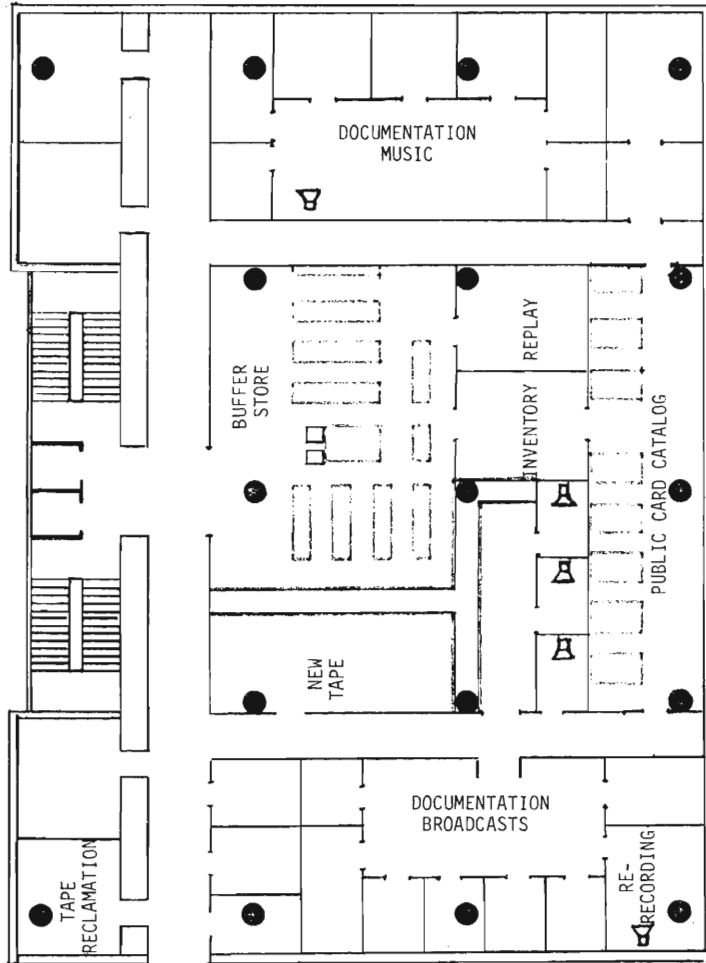 DOCUMENTATION
MUSIC
BUFFER
STORE
REPLAY
INVENTORY
PUBLIC CARD CATALOG
NEW
TAPE
DOCUMENTATION
BROADCASTS
TAPE
RECLAMATION
RE-
RECORDING